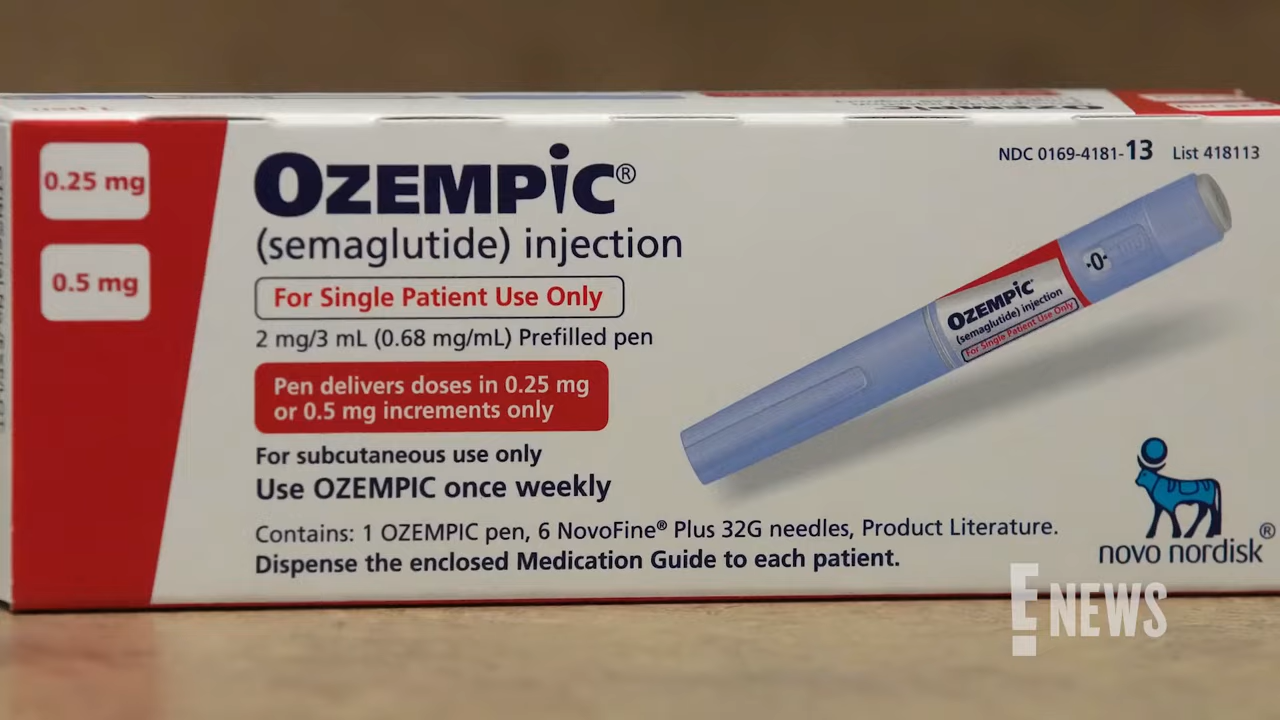 0.25 mg
0.5 mg
OZEMPIC®
(semaglutide) injection
For Single Patient Use Only
2 mg/3 mL (0.68 mg/mL) Prefilled pen
Pen delivers doses in 0.25 mg
or 0.5 mg increments only
For subcutaneous use only
Use OZEMPIC once weekly
Contains: 1 OZEMPIC pen, 6 NovoFine® Plus 32G needles, Product Literature.
Dispense the enclosed Medication Guide to each patient.
NDC 0169-4181-13 List 418113
-0- mg
OZEMPIC®
(semaglutide) injection
For Single Patient Use Only
novo nordisk®
E! NEWS